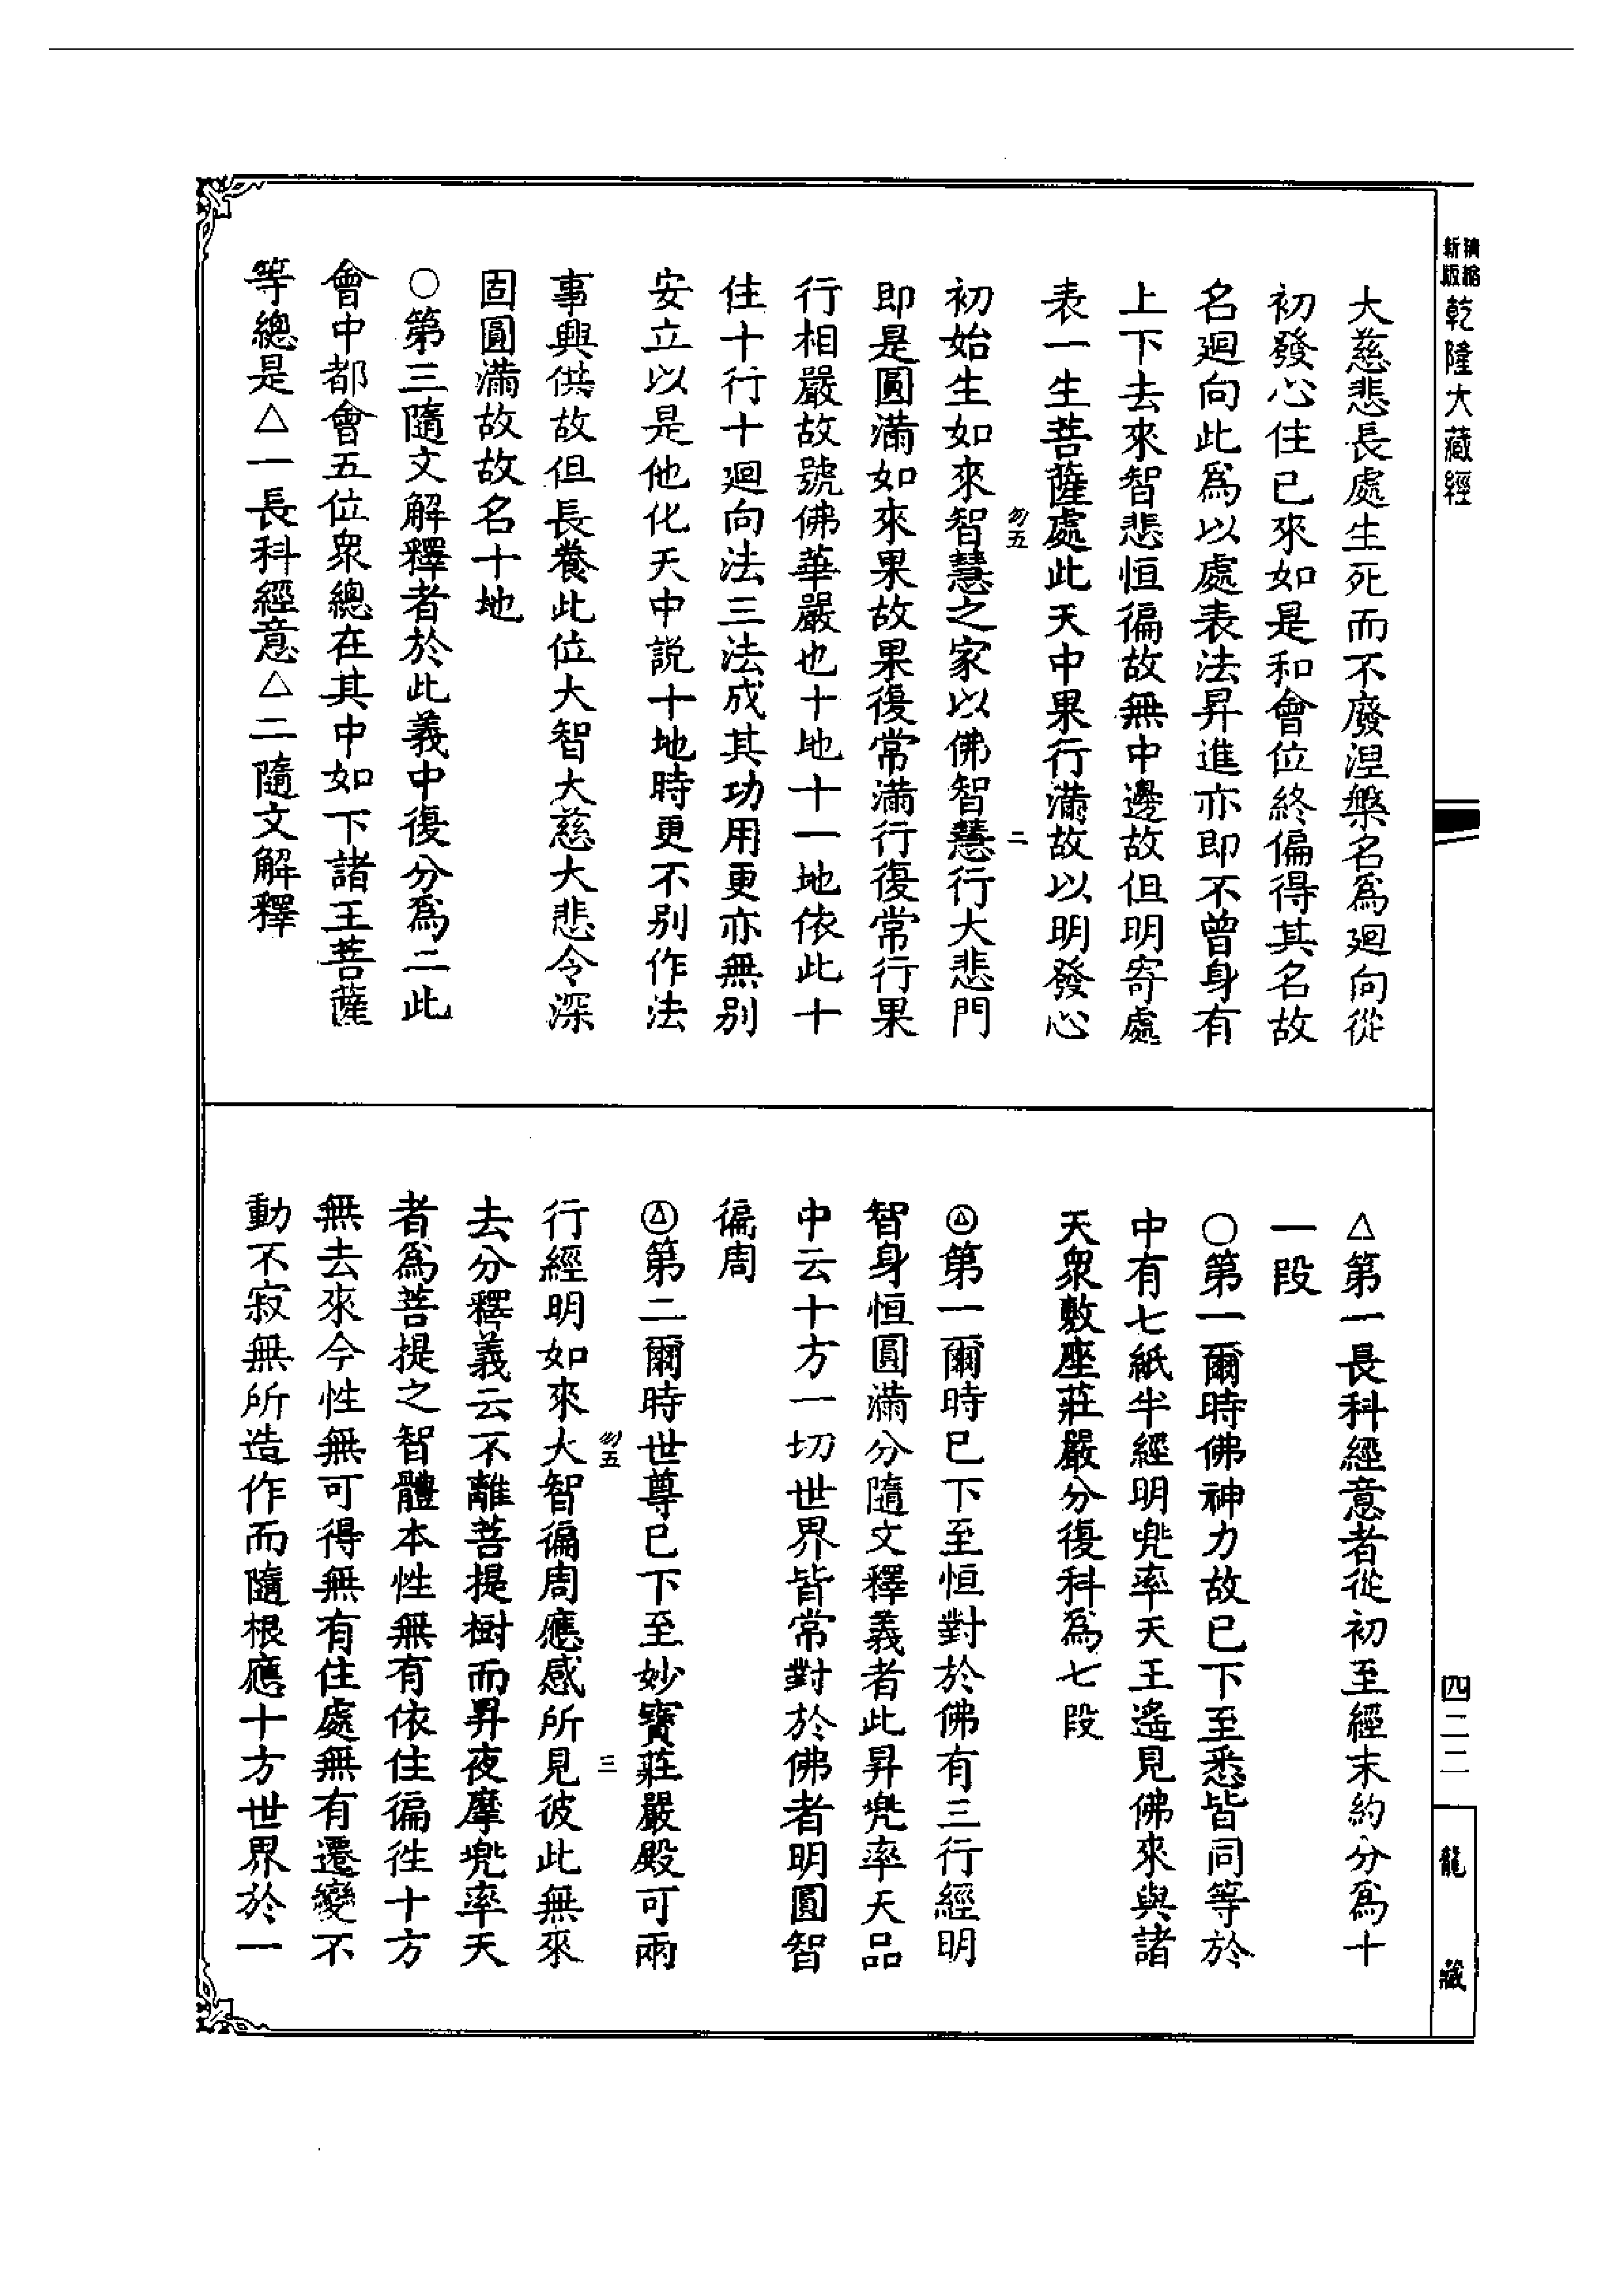 新版精縮乾隆大藏經
大慈悲長處生死而不廢涅槃名爲迴向從
初發心住已來如是和會位終徧得其名故
名迴向此爲以處表法昇進亦即不曾身有
上下去來智悲恒徧故無中邊故但明寄處
表一生菩薩處此天中果行滿故以明發心
勿五 二
初始生如來智慧之家以佛智慧行大悲門
即是圓滿如來果故果復常滿行復常行果
行相嚴故號佛華嚴也十地十一地依此十
住十行十迴向法三法成其功用更亦無別
安立以是他化天中説十地時更不别作法
事興供故但長養此位大智大慈大悲令深
固圓滿故故名十地
○第三隨文解釋者於此義中復分爲二此
會中都會五位衆總在其中如下諸王菩薩
等總是△一長科經意△二隨文解釋
△第一長科經意者從初至經末約分爲十
一段
○第一爾時佛神力故已下至悉皆同等於
中有七紙半經明兜率天王遙見佛來與諸
天衆敷座莊嚴分復科爲七段
◬第一爾時已下至恒對於佛有三行經明
智身恒圓滿分隨文釋義者此昇兜率天品
中云十方一切世界皆常對於佛者明圓智
徧周
◬第二爾時世尊已下至妙寶莊嚴殿可兩
勿五 三
行經明如來大智徧周應感所見彼此無來
去分釋義云不離菩提樹而昇夜摩兜率天
者爲菩提之智體本性無有依住徧徃十方
無去來今性無可得無有住處無有遷變不
動不寂無所造作而隨根應十方世界於一
四二二
龍藏